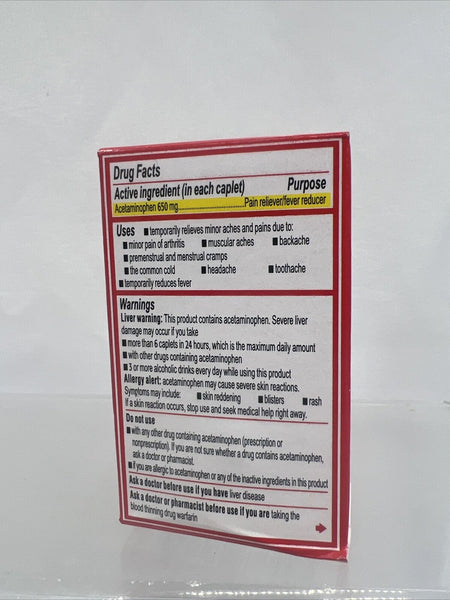 Drug Facts
Active ingredient (in each caplet) Purpose
Acetaminophen 650 mg..........................Pain reliever/fever reducer
Uses ■ temporarily relieves minor aches and pains due to:
■ minor pain of arthritis ■ muscular aches ■ backache
■ premenstrual and menstrual cramps
■ the common cold ■ headache ■ toothache
■ temporarily reduces fever
Warnings
Liver warning: This product contains acetaminophen. Severe liver
damage may occur if you take
■ more than 6 caplets in 24 hours, which is the maximum daily amount
■ with other drugs containing acetaminophen
■ 3 or more alcoholic drinks every day while using this product
Allergy alert: acetaminophen may cause severe skin reactions.
Symptoms may include: ■ skin reddening ■ blisters ■ rash
If a skin reaction occurs, stop use and seek medical help right away.
Do not use
■ with any other drug containing acetaminophen (prescription or
nonprescription). If you are not sure whether a drug contains acetaminophen,
ask a doctor or pharmacist.
■ if you are allergic to acetaminophen or any of the inactive ingredients in this product
Ask a doctor before use if you have liver disease
Ask a doctor or pharmacist before use if you are taking the
blood thinning drug warfarin